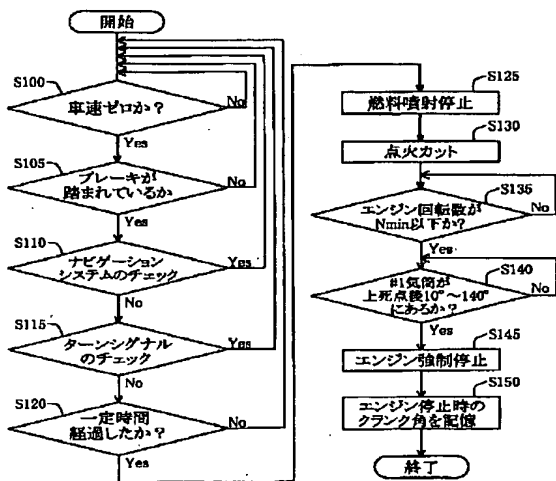 開始
S100
車速ゼロか？
No
Yes
S105
ブレーキが
踏まれているか
No
Yes
S110
ナビゲーション
システムのチェック
Yes
No
S115
ターンシグナル
のチェック
Yes
No
S120
一定時間
経過したか？
No
Yes
S125
燃料噴射停止
S130
点火カット
S135
エンジン回転数が
Nmin以下か？
No
Yes
S140
#1気筒が
上死点後10°～140°
にあるか？
No
Yes
S145
エンジン強制停止
S150
エンジン停止時の
クランク角を記憶
終了